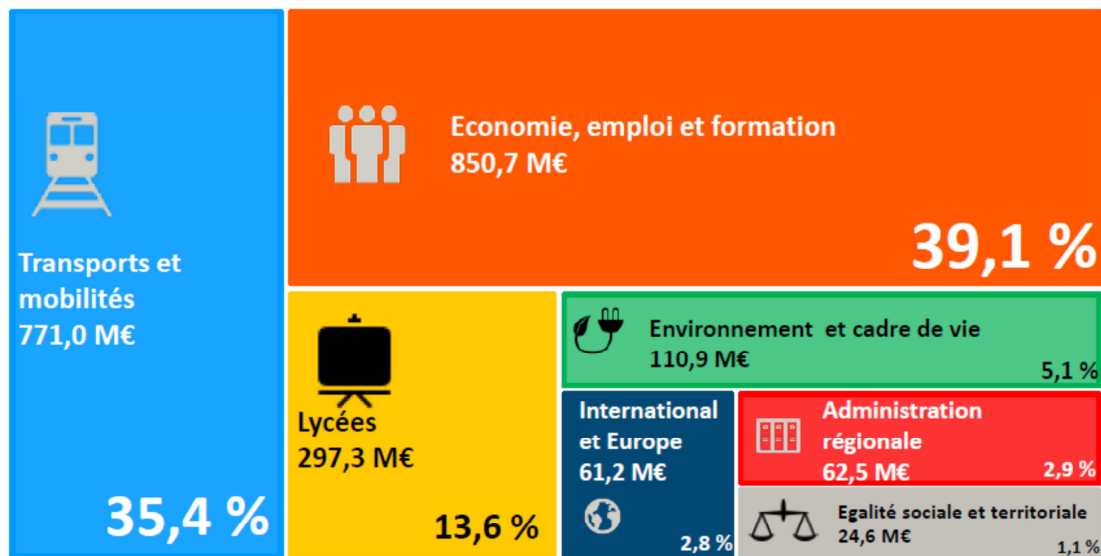 Transports et
mobilités
771,0 M€
35,4 %
Economie, emploi et formation
850,7 M€
39,1 %
Lycées
297,3 M€
13,6 %
Environnement et cadre de vie
110,9 M€
5,1 %
International
et Europe
61,2 M€
2,8 %
Administration
régionale
62,5 M€
2,9 %
Egalité sociale et territoriale
24,6 M€
1,1 %